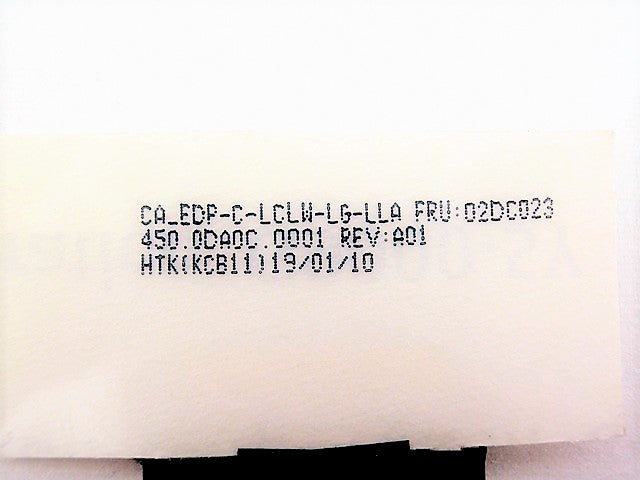 CA_EDP-C-LCLW-LG-LLA FRU:02DC023
450.0DA0C.0001 REV:A01
HTK(KCB11)19/01/10